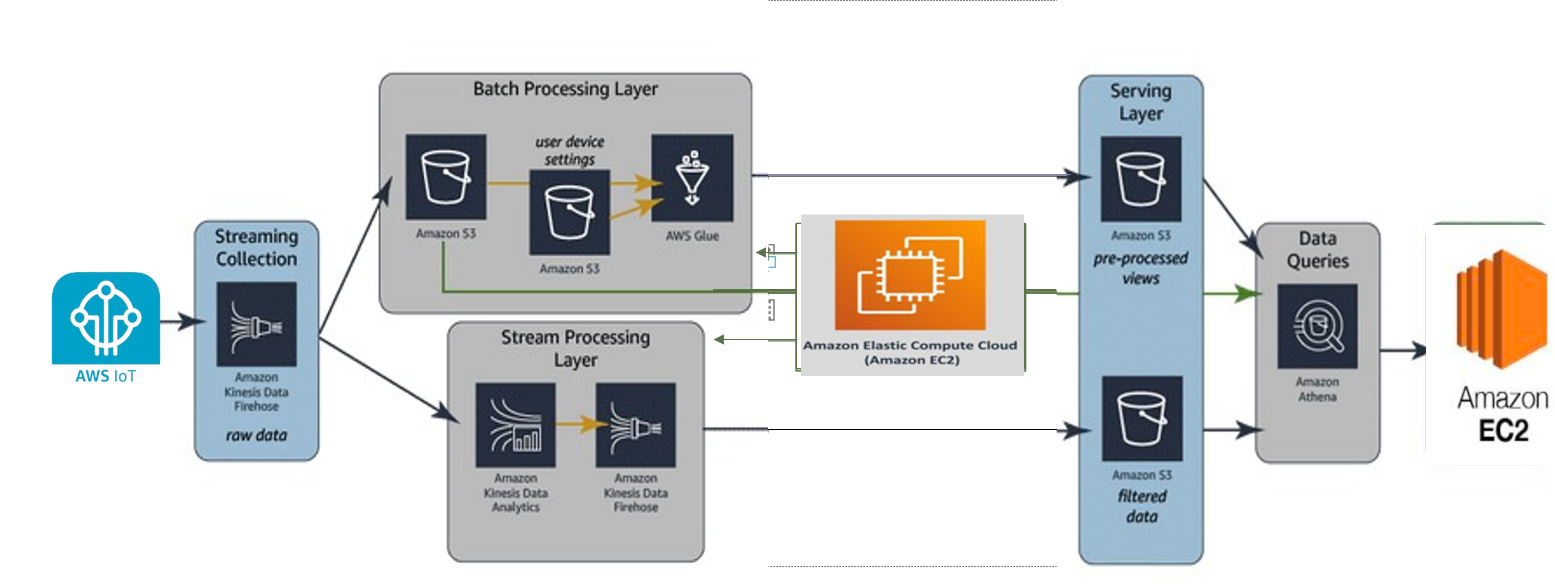 Batch Processing Layer
user device
settings
Amazon S3
Amazon S3
AWS Glue
Streaming
Collection
Amazon
Kinesis Data
Firehose
raw data
AWS IoT
Stream Processing
Layer
Amazon
Kinesis Data
Analytics
Amazon
Kinesis Data
Firehose
Amazon Elastic Compute Cloud
(Amazon EC2)
Serving
Layer
Amazon S3
pre-processed
views
Amazon S3
filtered
data
Data
Queries
Amazon
Athena
Amazon
EC2